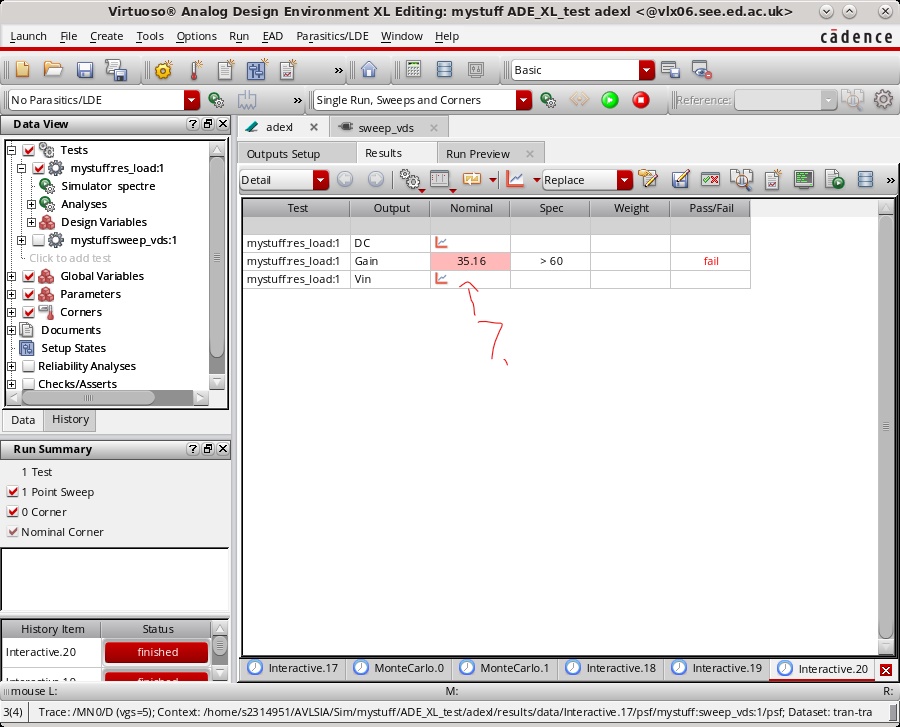 Virtuoso® Analog Design Environment XL Editing: mystuff ADE_XL_test adexl <@vlx06.see.ed.ac.uk>
Launch File Create Tools Options Run EAD Parasitics/LDE Window Help cādence
» » Basic
No Parasitics/LDE » Single Run, Sweeps and Corners Reference:
Data View
Tests
mystuff:res_load:1
Simulator spectre
Analyses
Design Variables
mystuff:sweep_vds:1
Click to add test
Global Variables
Parameters
Corners
Documents
Setup States
Reliability Analyses
Checks/Asserts
Data History
Run Summary
1 Test
1 Point Sweep
0 Corner
Nominal Corner
History Item Status
Interactive.20 finished
adexl sweep_vds
Outputs Setup Results Run Preview
Detail Replace »
Test Output Nominal Spec Weight Pass/Fail
mystuff:res_load:1 DC
mystuff:res_load:1 Gain 35.16 > 60 fail
mystuff:res_load:1 Vin
7.
Interactive.17 MonteCarlo.0 MonteCarlo.1 Interactive.18 Interactive.19 Interactive.20
mouse L: M: R:
3(4) Trace: /MN0/D (vgs=5); Context: /home/s2314951/AVLSIA/Sim/mystuff/ADE_XL_test/adexl/results/data/Interactive.17/psf/mystuff:sweep_vds:1/psf; Dataset: tran-tra